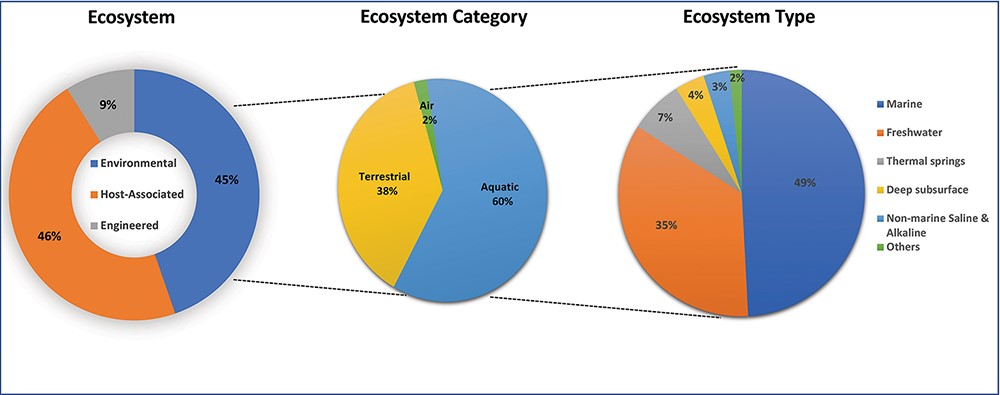 Ecosystem
Ecosystem Category
Ecosystem Type
9%
45%
46%
Environmental
Host-Associated
Engineered
Air
2%
Terrestrial
38%
Aquatic
60%
2%
3%
4%
7%
35%
49%
Marine
Freshwater
Thermal springs
Deep subsurface
Non-marine Saline &
Alkaline
Others